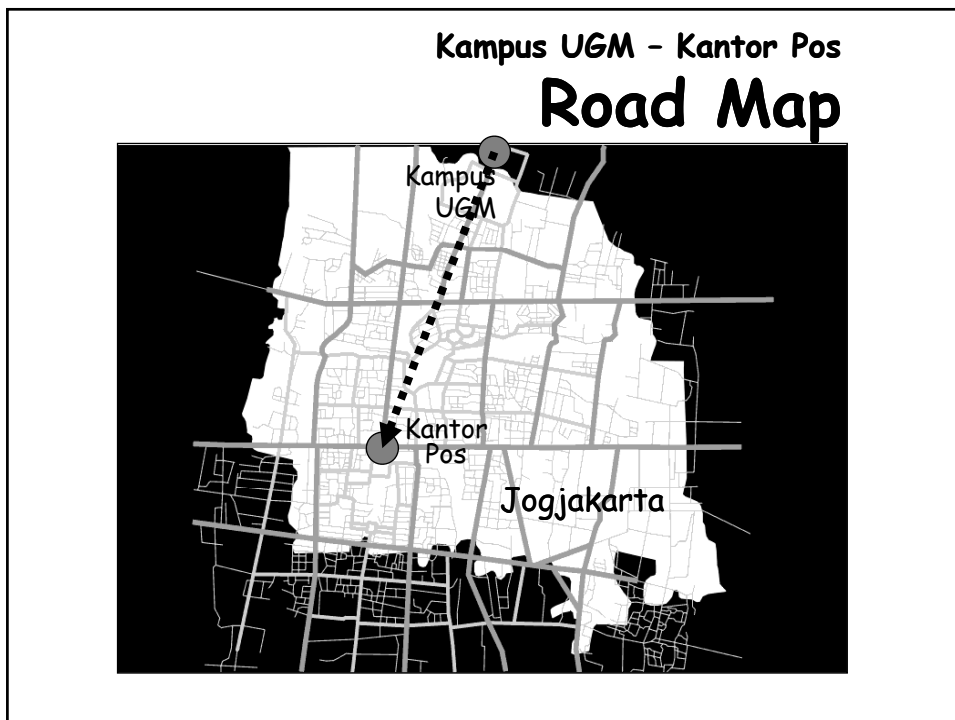 Kampus UGM – Kantor Pos
Road Map
Kampus
UGM
Kantor
Pos
Jogjakarta